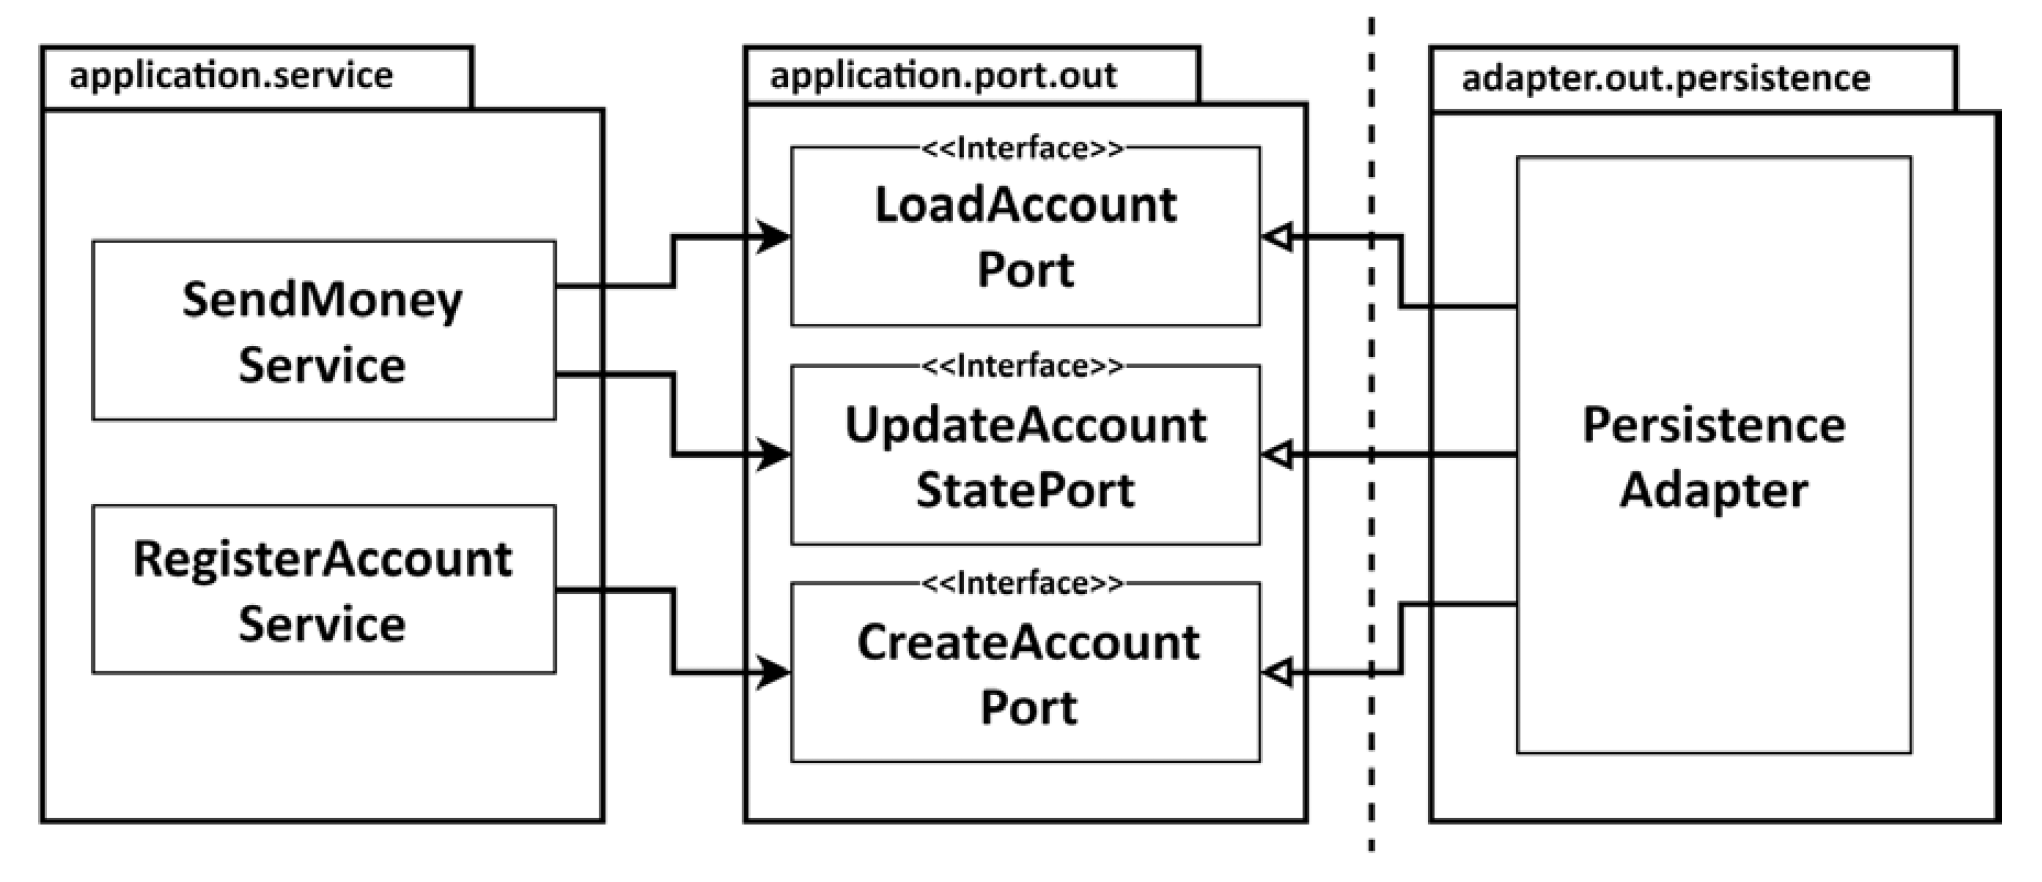 application.service
SendMoney
Service
RegisterAccount
Service
application.port.out
<<Interface>>
LoadAccount
Port
<<Interface>>
UpdateAccount
StatePort
<<Interface>>
CreateAccount
Port
adapter.out.persistence
Persistence
Adapter